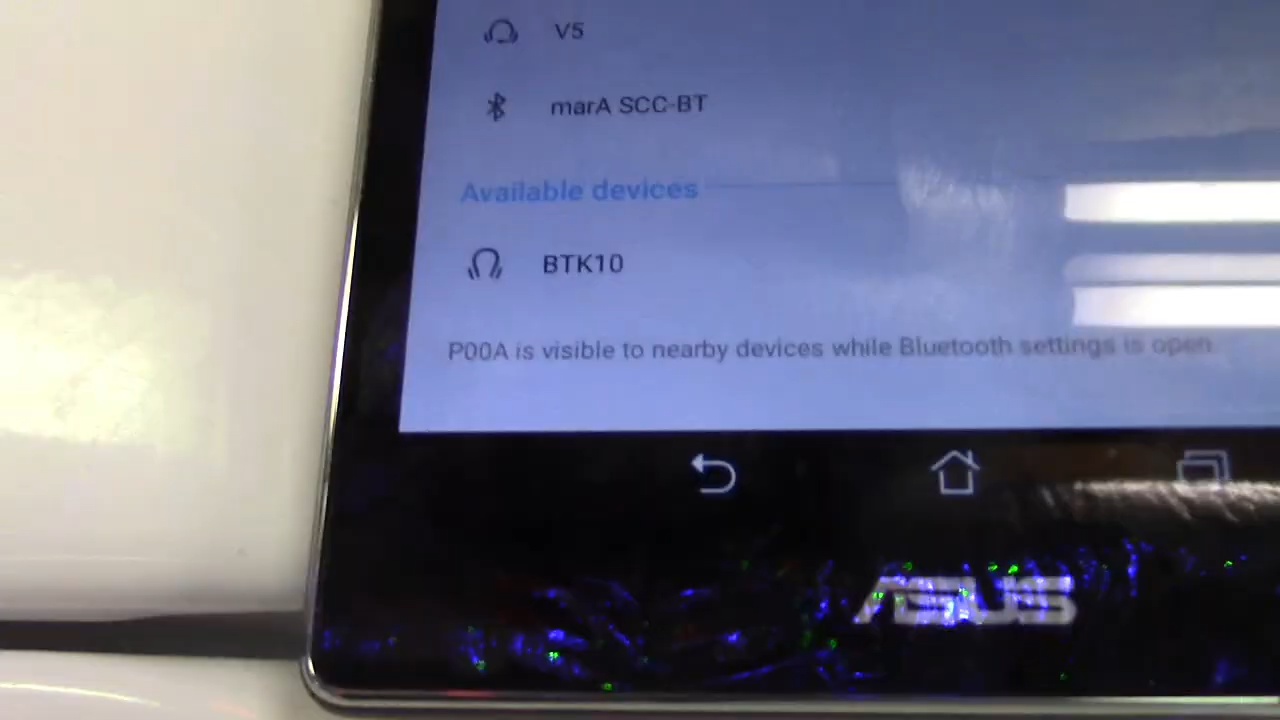 V5
marA SCC-BT
Available devices
BTK10
P00A is visible to nearby devices while Bluetooth settings is open.
ASUS